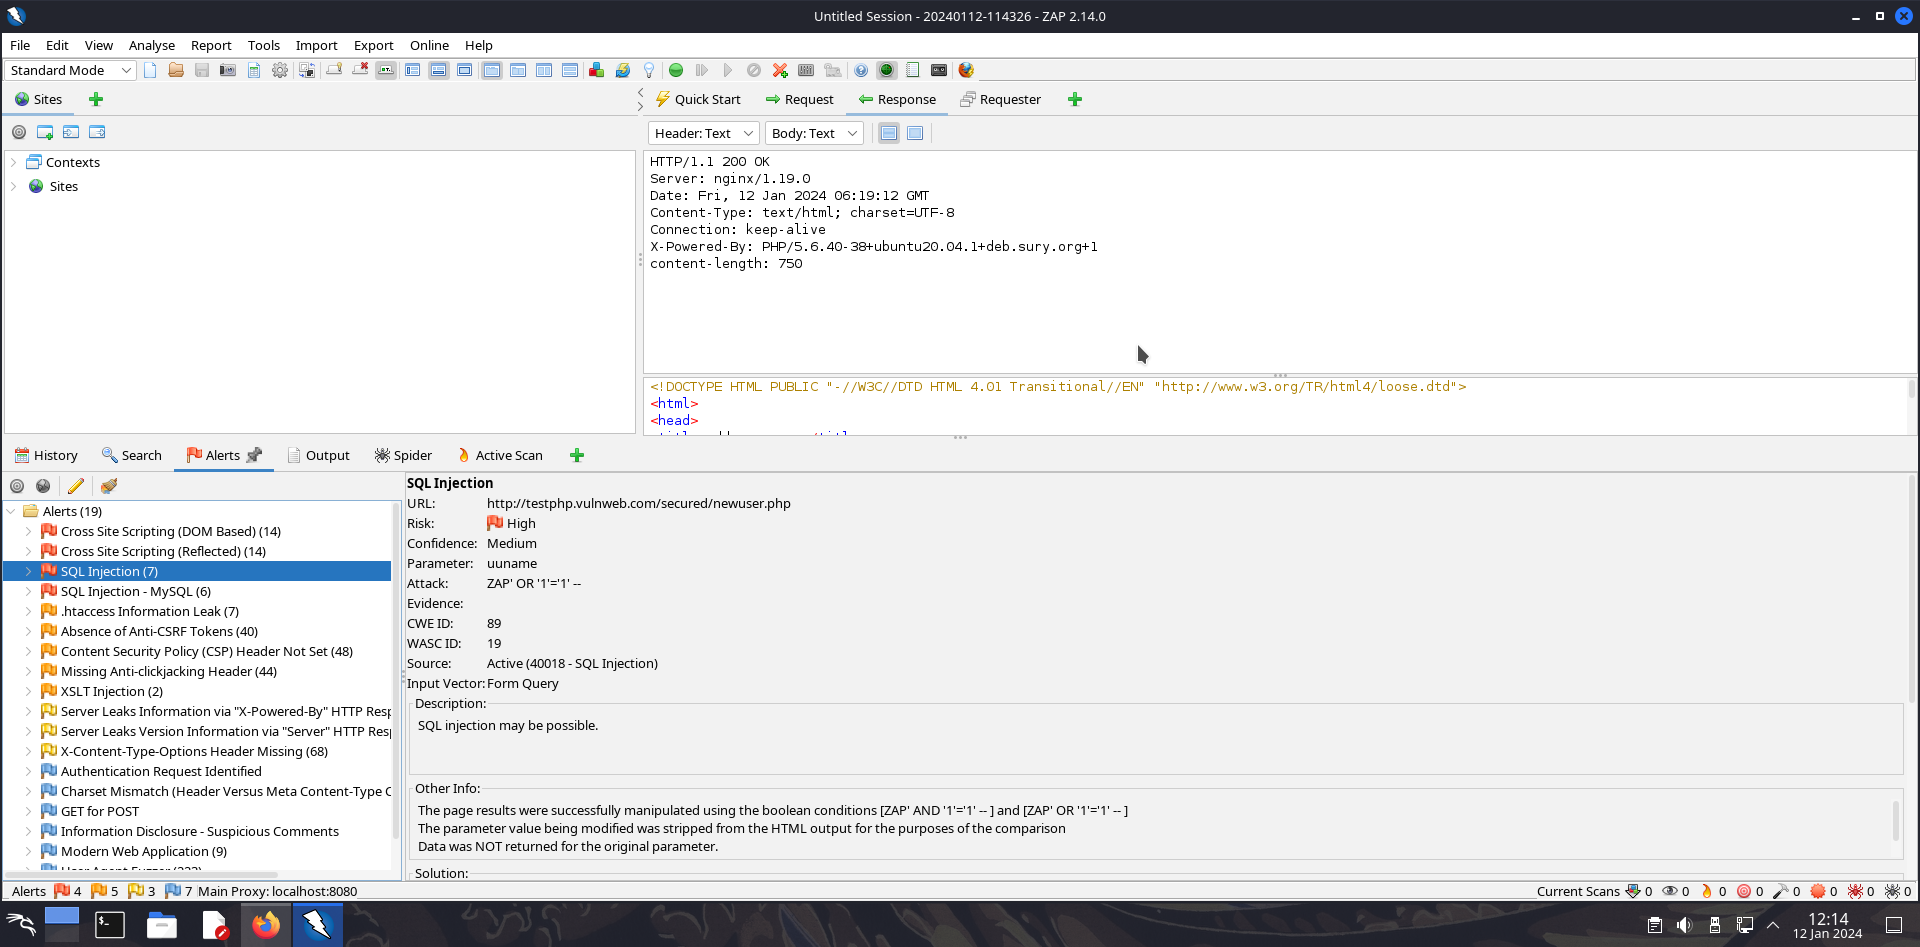 Untitled Session - 20240112-114326 - ZAP 2.14.0
File Edit View Analyse Report Tools Import Export Online Help
Standard Mode
Sites
Quick Start Request Response Requester
Header: Text Body: Text
Contexts
Sites
HTTP/1.1 200 OK
Server: nginx/1.19.0
Date: Fri, 12 Jan 2024 06:19:12 GMT
Content-Type: text/html; charset=UTF-8
Connection: keep-alive
X-Powered-By: PHP/5.6.40-38+ubuntu20.04.1+deb.sury.org+1
content-length: 750
<!DOCTYPE HTML PUBLIC "-//W3C//DTD HTML 4.01 Transitional//EN" "http://www.w3.org/TR/html4/loose.dtd">
<html>
<head>
History Search Alerts Output Spider Active Scan
Alerts (19)
Cross Site Scripting (DOM Based) (14)
Cross Site Scripting (Reflected) (14)
SQL Injection (7)
SQL Injection - MySQL (6)
.htaccess Information Leak (7)
Absence of Anti-CSRF Tokens (40)
Content Security Policy (CSP) Header Not Set (48)
Missing Anti-clickjacking Header (44)
XSLT Injection (2)
Server Leaks Information via "X-Powered-By" HTTP Resp
Server Leaks Version Information via "Server" HTTP Resp
X-Content-Type-Options Header Missing (68)
Authentication Request Identified
Charset Mismatch (Header Versus Meta Content-Type C
GET for POST
Information Disclosure - Suspicious Comments
Modern Web Application (9)
SQL Injection
URL: http://testphp.vulnweb.com/secured/newuser.php
Risk: High
Confidence: Medium
Parameter: uuname
Attack: ZAP' OR '1'='1' --
Evidence:
CWE ID: 89
WASC ID: 19
Source: Active (40018 - SQL Injection)
Input Vector: Form Query
Description:
SQL injection may be possible.
Other Info:
The page results were successfully manipulated using the boolean conditions [ZAP' AND '1'='1' -- ] and [ZAP' OR '1'='1' -- ]
The parameter value being modified was stripped from the HTML output for the purposes of the comparison
Data was NOT returned for the original parameter.
Solution:
Alerts 4 5 3 7 Main Proxy: localhost:8080
Current Scans 0 0 0 0 0 0 0 0
12:14
12 Jan 2024